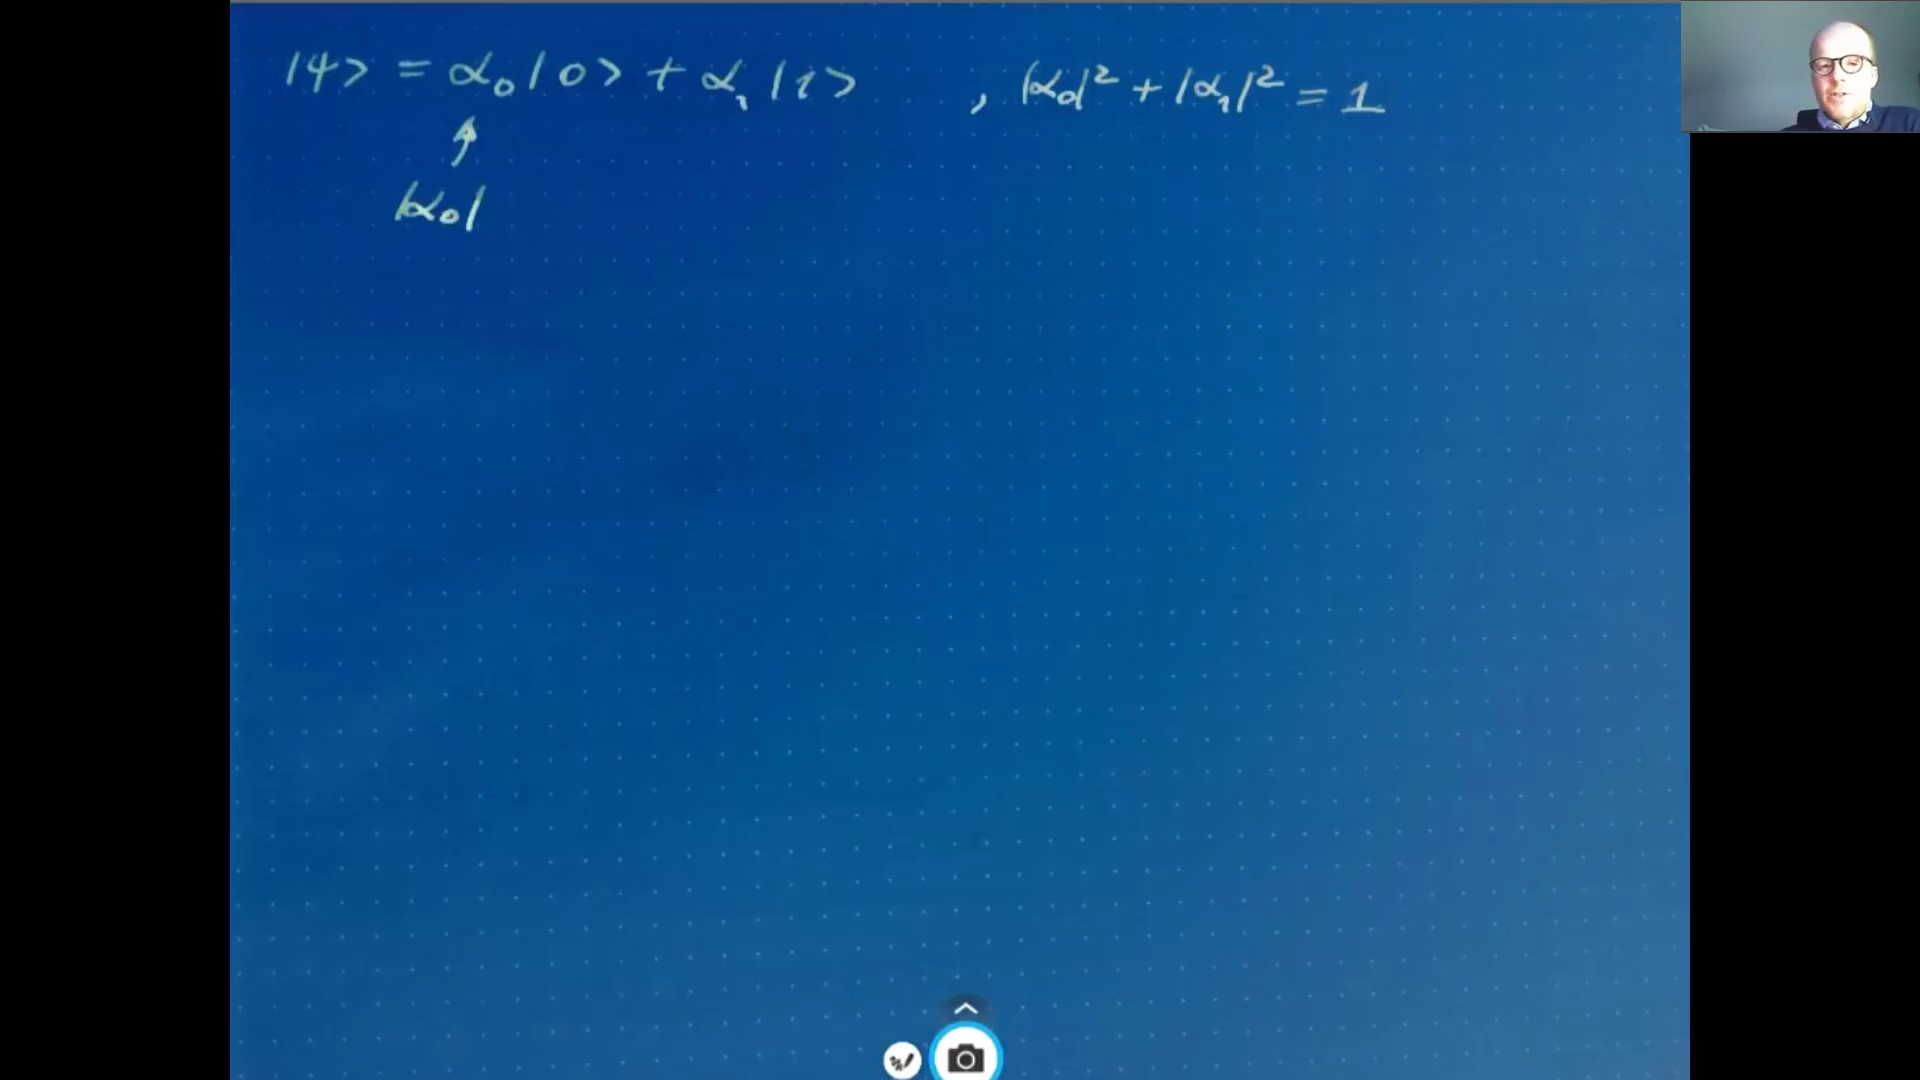 |ψ> = α₀|0> + α₁|1> , |α₀|² + |α₁|² = 1
|α₀|